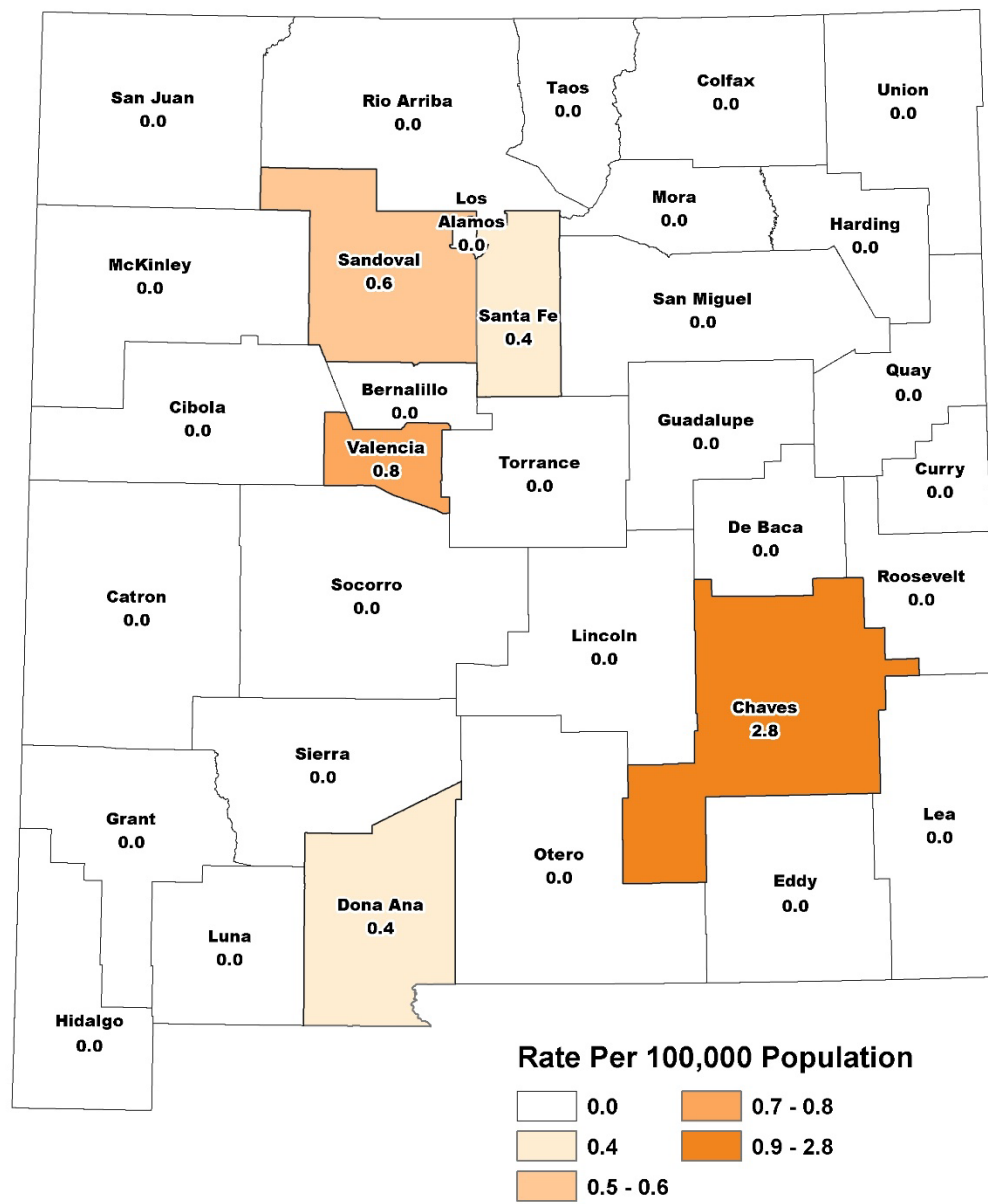 San Juan
0.0
Rio Arriba
0.0
Taos
0.0
Colfax
0.0
Union
0.0
Los
Alamos
0.0
Mora
0.0
Harding
0.0
McKinley
0.0
Sandoval
0.6
Santa Fe
0.4
San Miguel
0.0
Quay
0.0
Cibola
0.0
Bernalillo
0.0
Guadalupe
0.0
Valencia
0.8
Torrance
0.0
Curry
0.0
De Baca
0.0
Roosevelt
0.0
Catron
0.0
Socorro
0.0
Lincoln
0.0
Chaves
2.8
Sierra
0.0
Grant
0.0
Lea
0.0
Otero
0.0
Eddy
0.0
Dona Ana
0.4
Luna
0.0
Hidalgo
0.0
Rate Per 100,000 Population
0.0
0.4
0.5 - 0.6
0.7 - 0.8
0.9 - 2.8